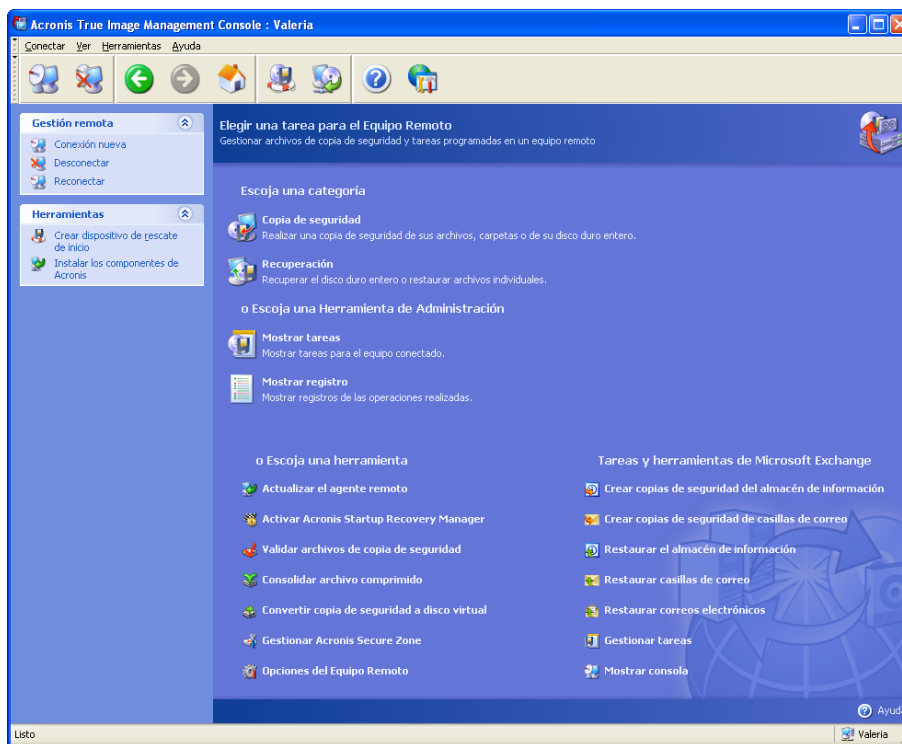 Acronis True Image Management Console : Valeria
Conectar Ver Herramientas Ayuda
Gestión remota
Conexión nueva
Desconectar
Reconectar
Herramientas
Crear dispositivo de rescate
de inicio
Instalar los componentes de
Acronis
Elegir una tarea para el Equipo Remoto
Gestionar archivos de copia de seguridad y tareas programadas en un equipo remoto
Escoja una categoría
Copia de seguridad
Realizar una copia de seguridad de sus archivos, carpetas o de su disco duro entero.
Recuperación
Recuperar el disco duro entero o restaurar archivos individuales.
o Escoja una Herramienta de Administración
Mostrar tareas
Mostrar tareas para el equipo conectado.
Mostrar registro
Mostrar registros de las operaciones realizadas.
o Escoja una herramienta
Actualizar el agente remoto
Activar Acronis Startup Recovery Manager
Validar archivos de copia de seguridad
Consolidar archivo comprimido
Convertir copia de seguridad a disco virtual
Gestionar Acronis Secure Zone
Opciones del Equipo Remoto
Tareas y herramientas de Microsoft Exchange
Crear copias de seguridad del almacén de información
Crear copias de seguridad de casillas de correo
Restaurar el almacén de información
Restaurar casillas de correo
Restaurar correos electrónicos
Gestionar tareas
Mostrar consola
Ayuda
Listo
Valeria